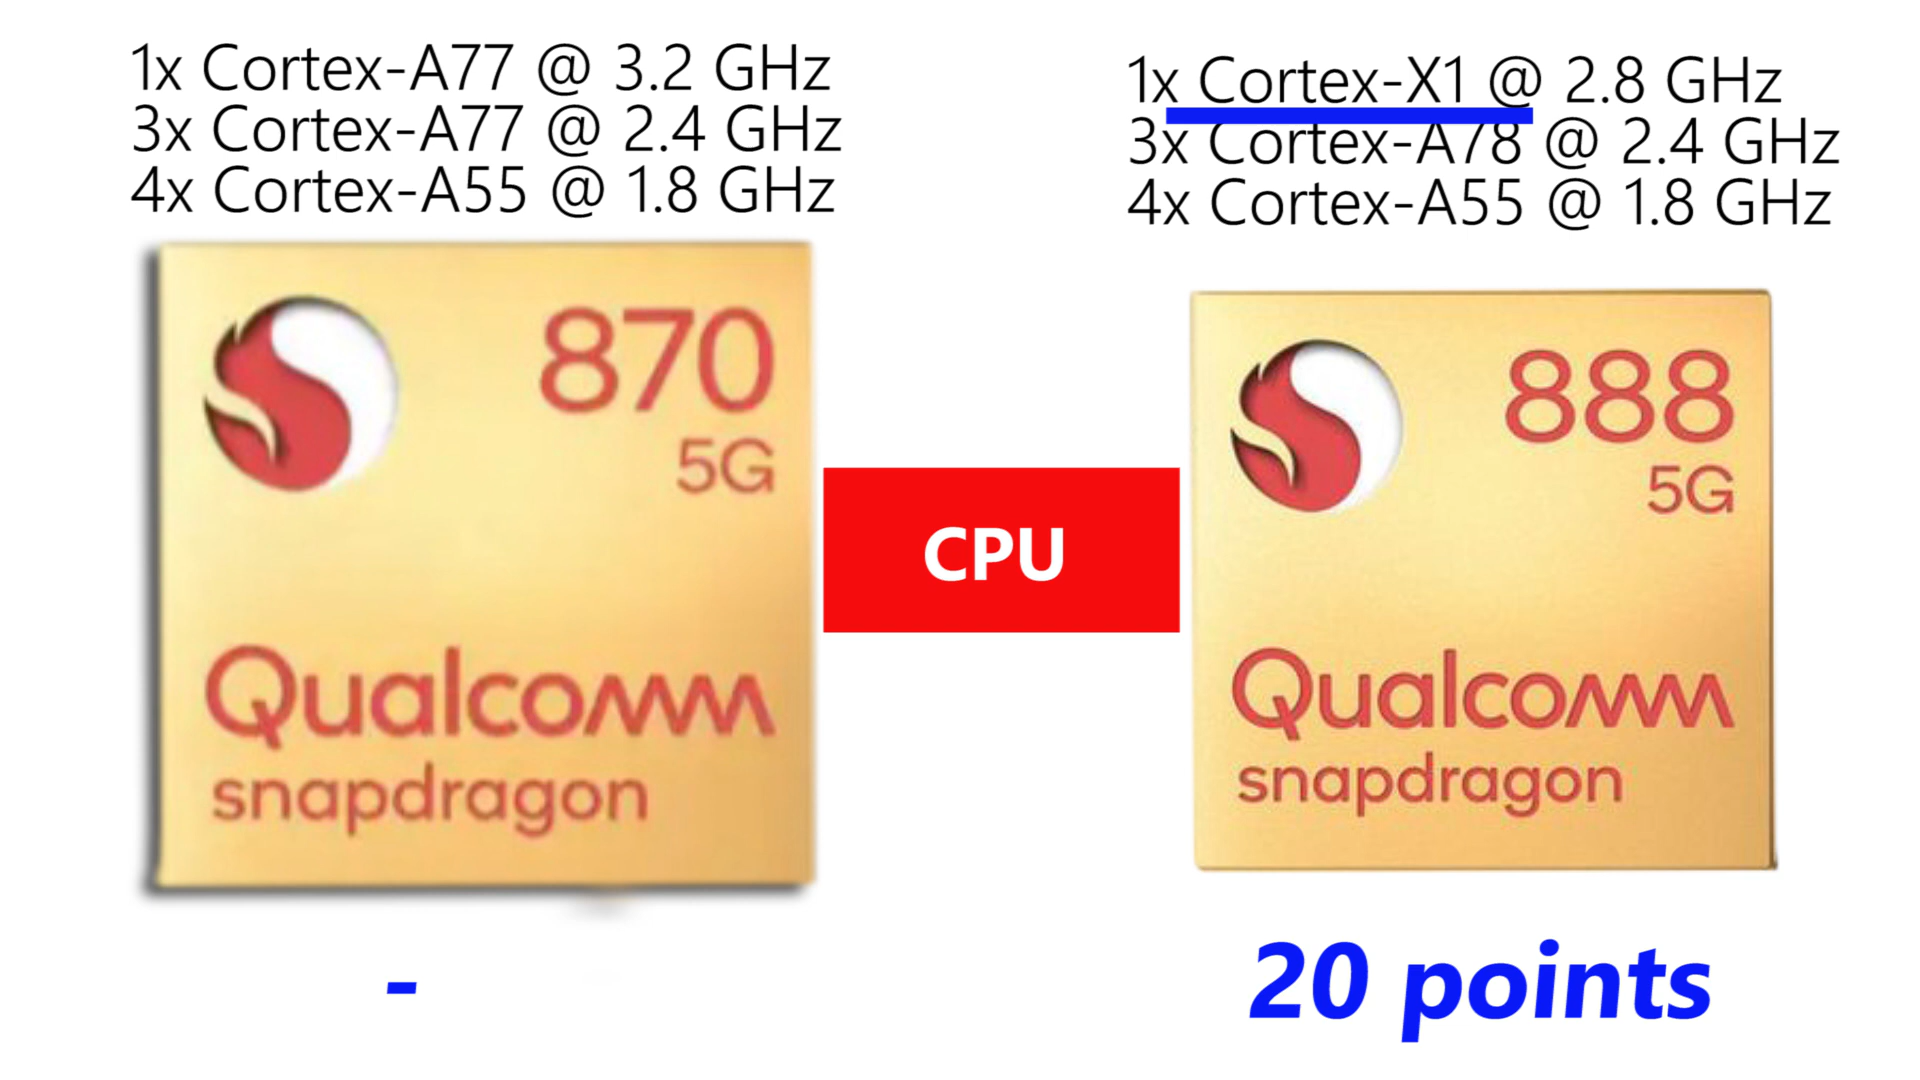 1x Cortex-A77 @ 3.2 GHz
3x Cortex-A77 @ 2.4 GHz
4x Cortex-A55 @ 1.8 GHz
1x Cortex-X1 @ 2.8 GHz
3x Cortex-A78 @ 2.4 GHz
4x Cortex-A55 @ 1.8 GHz
870
5G
Qualcomm
snapdragon
CPU
888
5G
Qualcomm
snapdragon
-
20 points